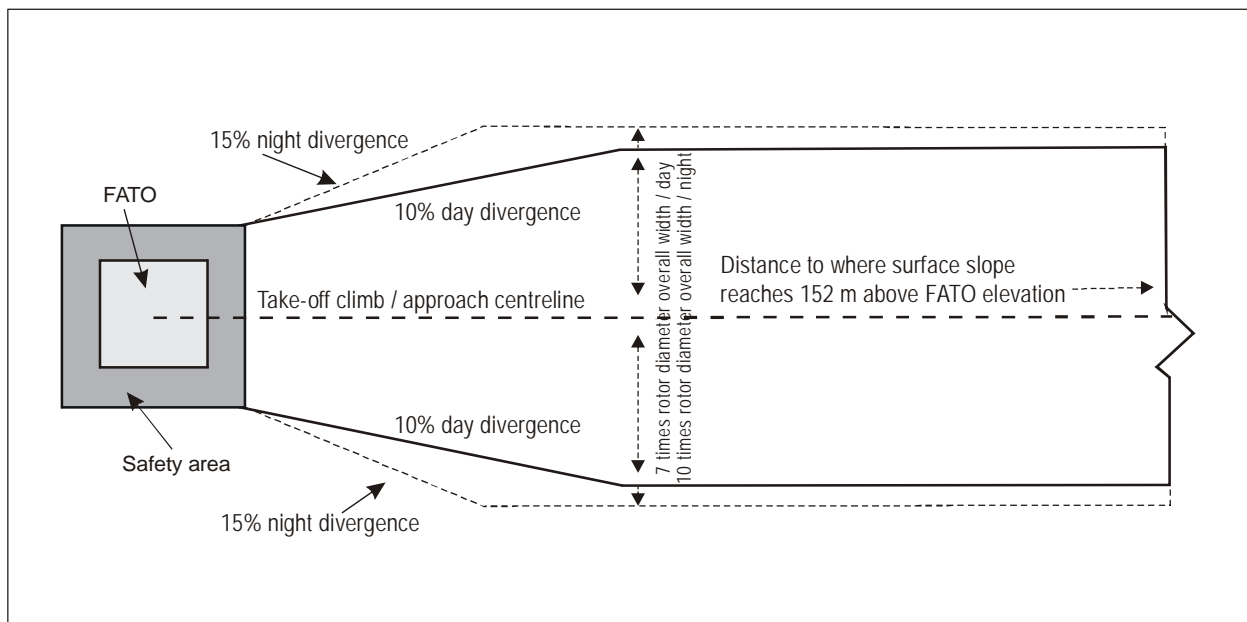 15% night divergence
FATO
10% day divergence
7 times rotor diameter overall width / day
10 times rotor diameter overall width / night
Distance to where surface slope
reaches 152 m above FATO elevation
Take-off climb / approach centreline
10% day divergence
Safety area
15% night divergence